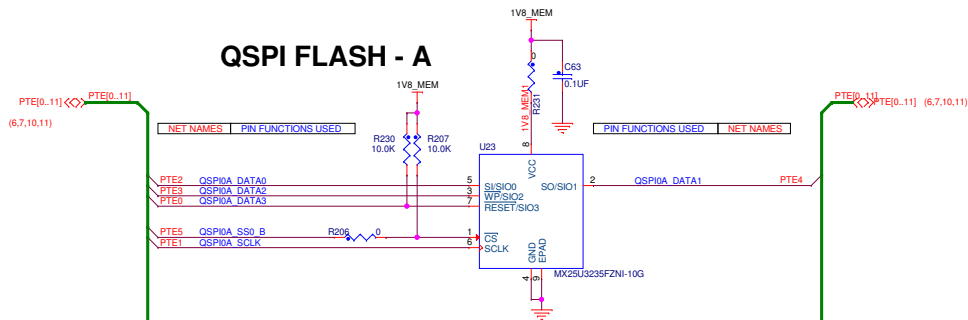 1V8_MEM
QSPI FLASH - A
0
C63
0.1UF
1V8_MEM
R231
1V8_MEM1
PTE[0..11]
PTE[0..11]
(6,7,10,11)
PTE[0..11]
PTE[0..11]
(6,7,10,11)
NET NAMES PIN FUNCTIONS USED
PIN FUNCTIONS USED NET NAMES
R230
10.0K
R207
10.0K
U23
8
VCC
PTE2 QSPI0A_DATA0 5 SI/SIO0
PTE3 QSPI0A_DATA2 3 WP/SIO2
PTE0 QSPI0A_DATA3 7 RESET/SIO3
SO/SIO1 2 QSPI0A_DATA1 PTE4
PTE5 QSPI0A_SS0_B R206 0 1 CS
PTE1 QSPI0A_SCLK 6 SCLK
GND
EPAD
4
9
MX25U3235FZNI-10G